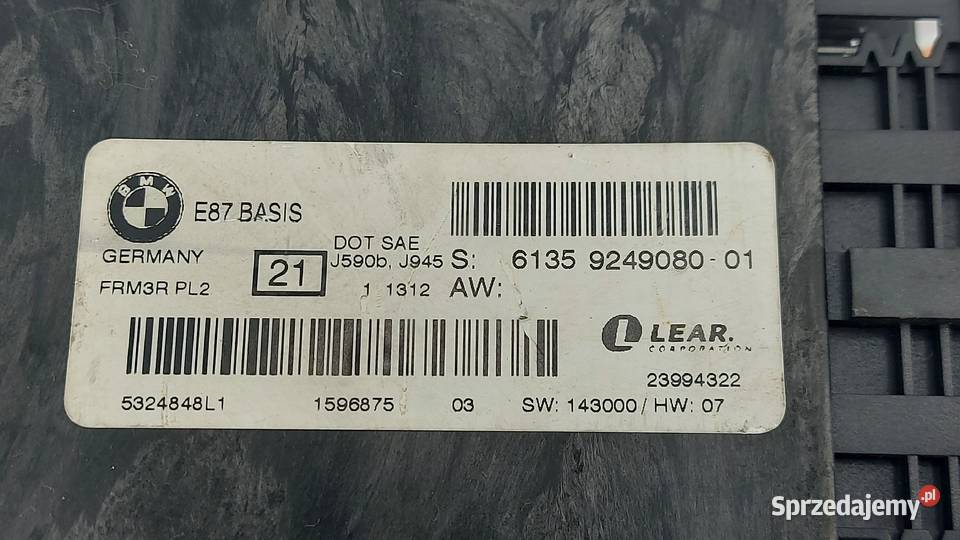 BMW
E87 BASIS
GERMANY
FRM3R PL2
21
DOT SAE
J590b, J945
1 1312
S: 6135 9249080-01
AW:
LEAR.
CORPORATION
23994322
5324848L1 1596875 03 SW: 143000/HW: 07
Sprzedajemy.pl